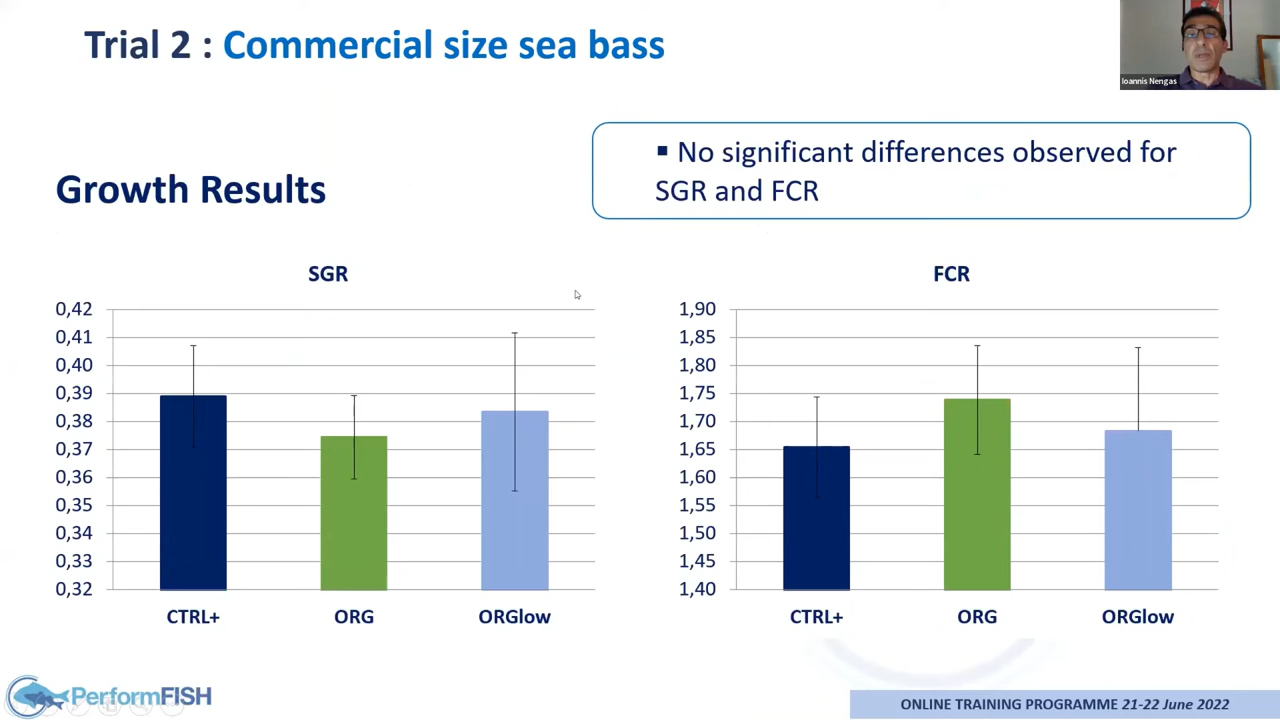 Trial 2 : Commercial size sea bass
Ioannis Nengas
▪ No significant differences observed for
SGR and FCR
Growth Results
SGR
0,42
0,41
0,40
0,39
0,38
0,37
0,36
0,35
0,34
0,33
0,32
CTRL+ ORG ORGlow
FCR
1,90
1,85
1,80
1,75
1,70
1,65
1,60
1,55
1,50
1,45
1,40
CTRL+ ORG ORGlow
PerformFISH
ONLINE TRAINING PROGRAMME 21-22 June 2022